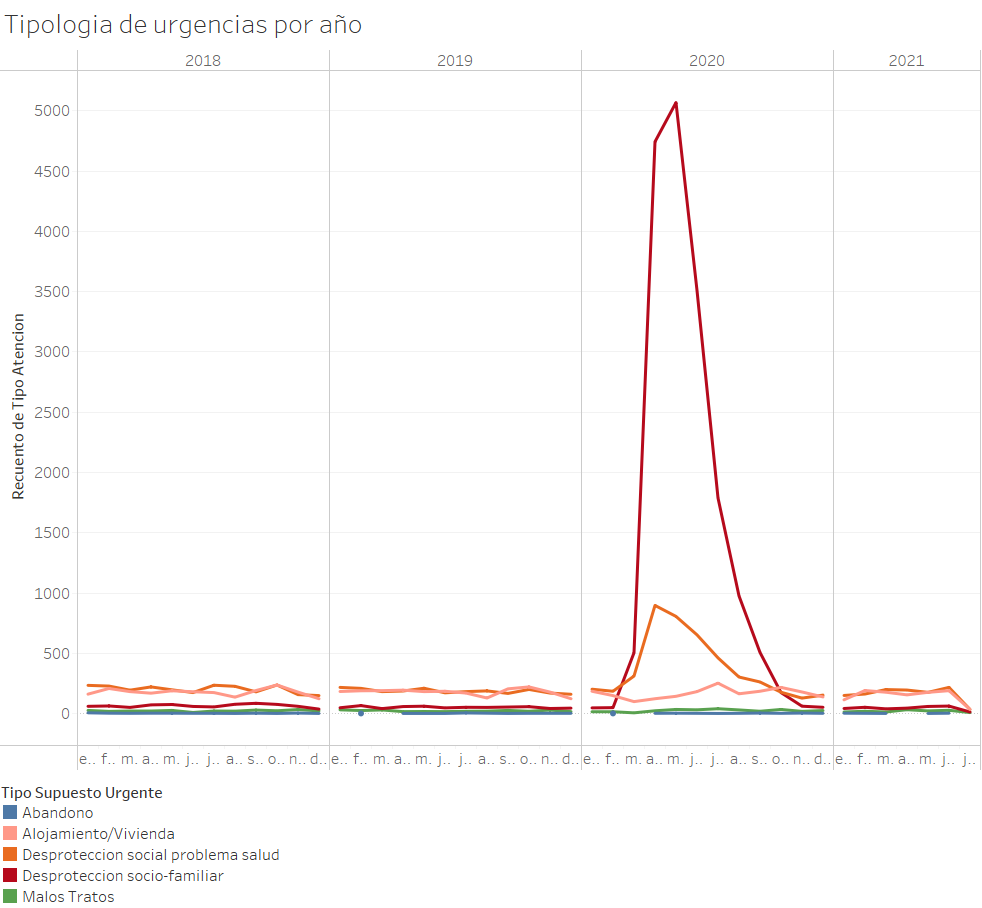 Tipologia de urgencias por año
2018 2019 2020 2021
5000
4500
4000
3500
3000
2500
2000
1500
1000
500
0
Recuento de Tipo Atencion
e.. f.. m. a.. m. j.. j.. a.. s.. o.. n. d.. e.. f.. m. a.. m. j.. j.. a.. s.. o.. n. d.. e.. f.. m. a.. m. j.. j.. a.. s.. o.. n. d.. e.. f.. m. a.. m. j.. j..
Tipo Supuesto Urgente
Abandono
Alojamiento/Vivienda
Desproteccion social problema salud
Desproteccion socio-familiar
Malos Tratos